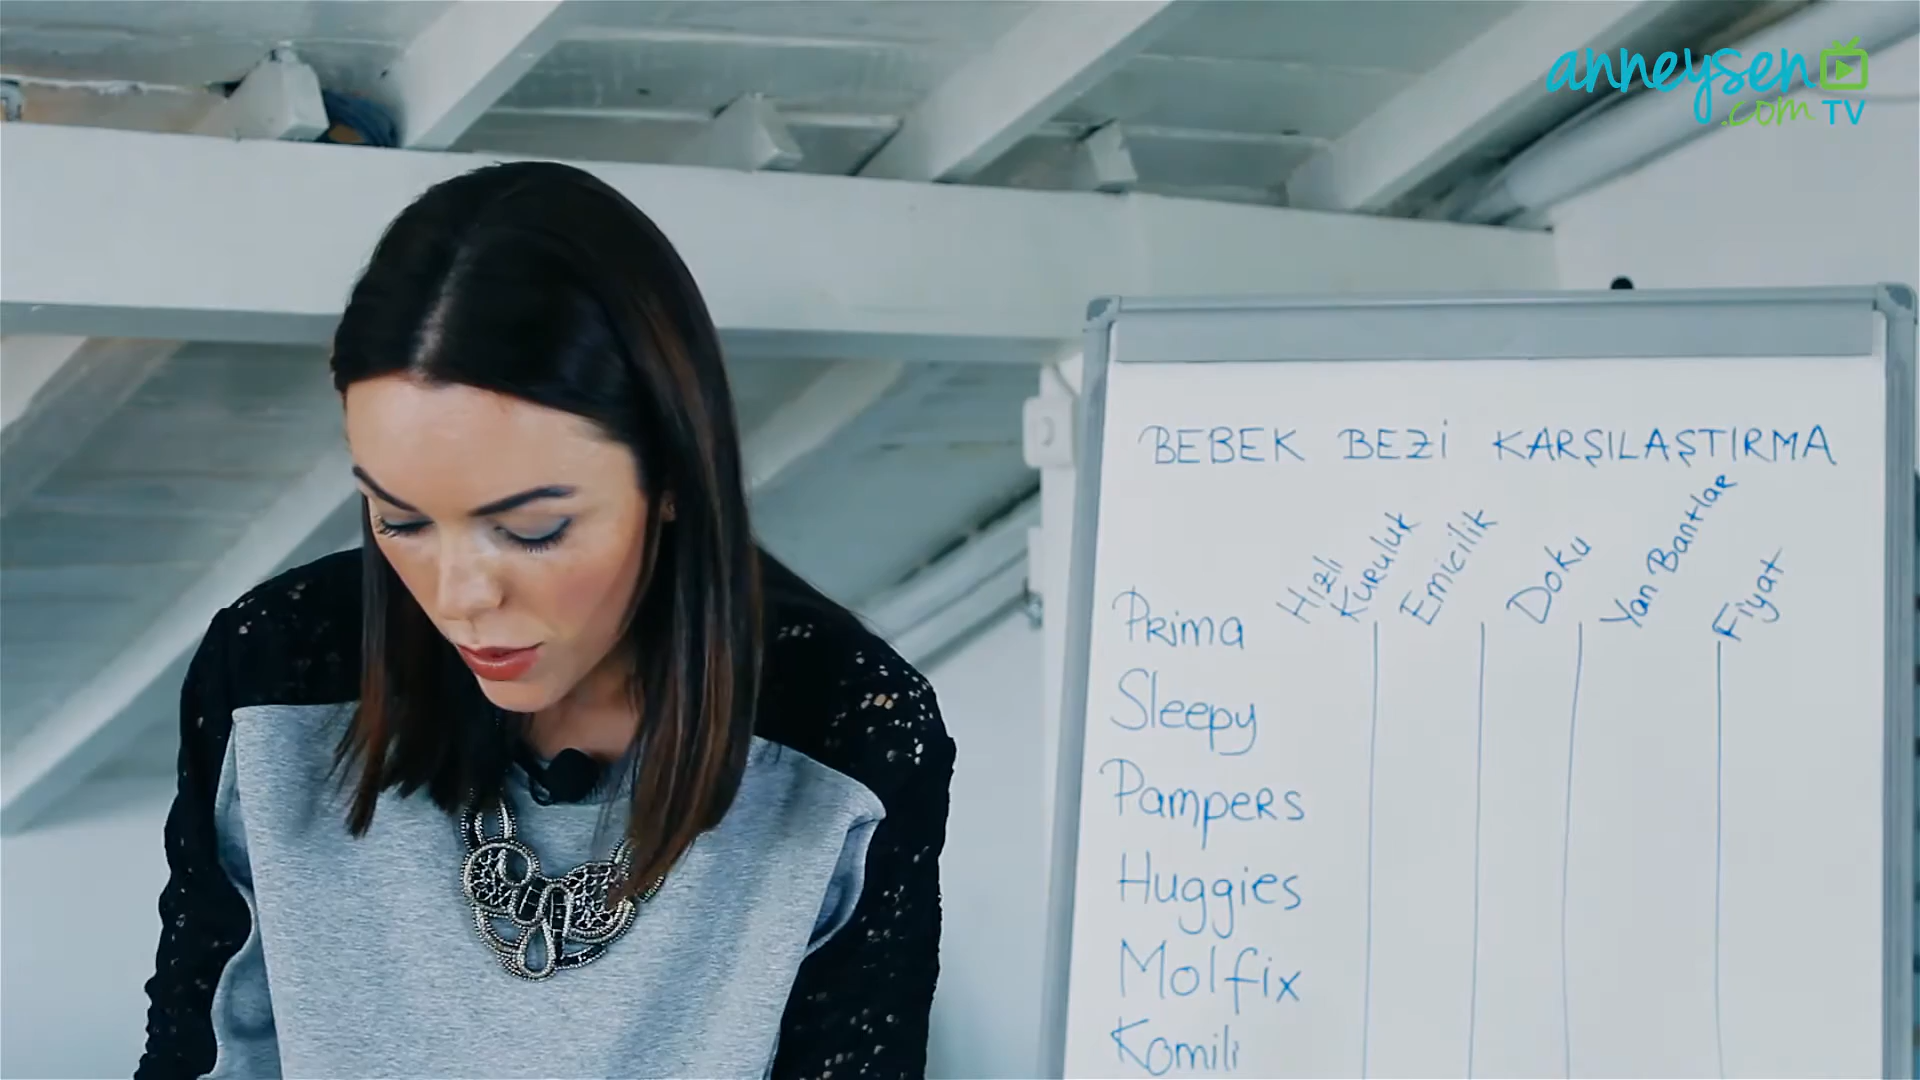 anneysen
.com TV
BEBEK BEZİ KARŞILAŞTIRMA
Hızlı
Kuruluk
Emicilik
Doku
Yan Bantlar
Fiyat
Prima
Sleepy
Pampers
Huggies
Molfix
Komili